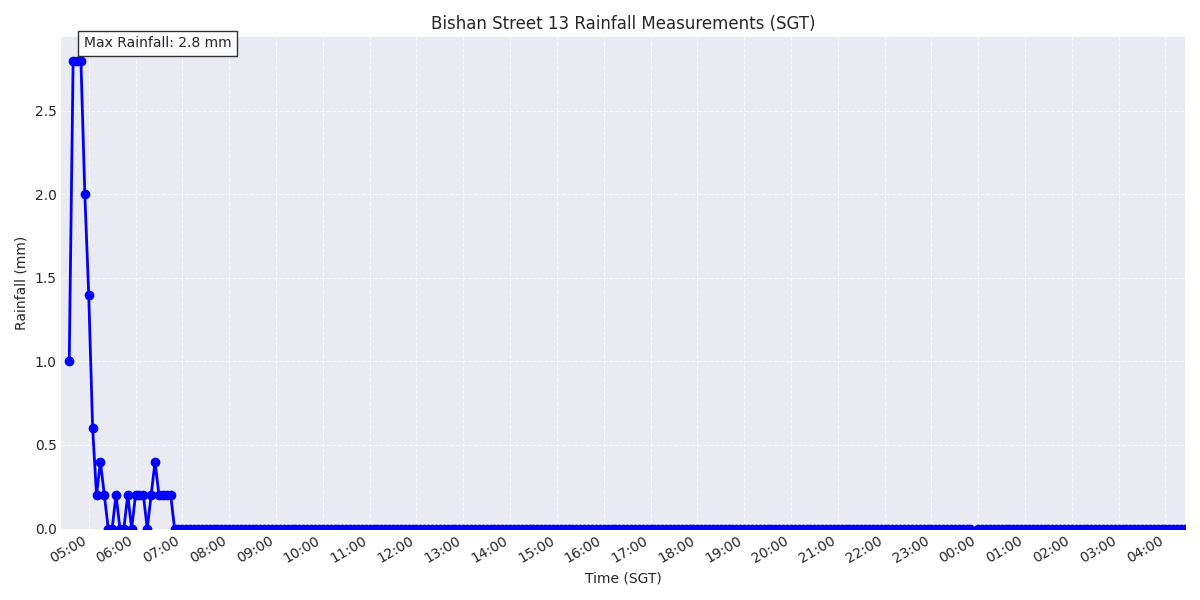 Bishan Street 13 Rainfall Measurements (SGT)
Max Rainfall: 2.8 mm
2.5
2.0
1.5
1.0
0.5
0.0
Rainfall (mm)
05:00 06:00 07:00 08:00 09:00 10:00 11:00 12:00 13:00 14:00 15:00 16:00 17:00 18:00 19:00 20:00 21:00 22:00 23:00 00:00 01:00 02:00 03:00 04:00
Time (SGT)